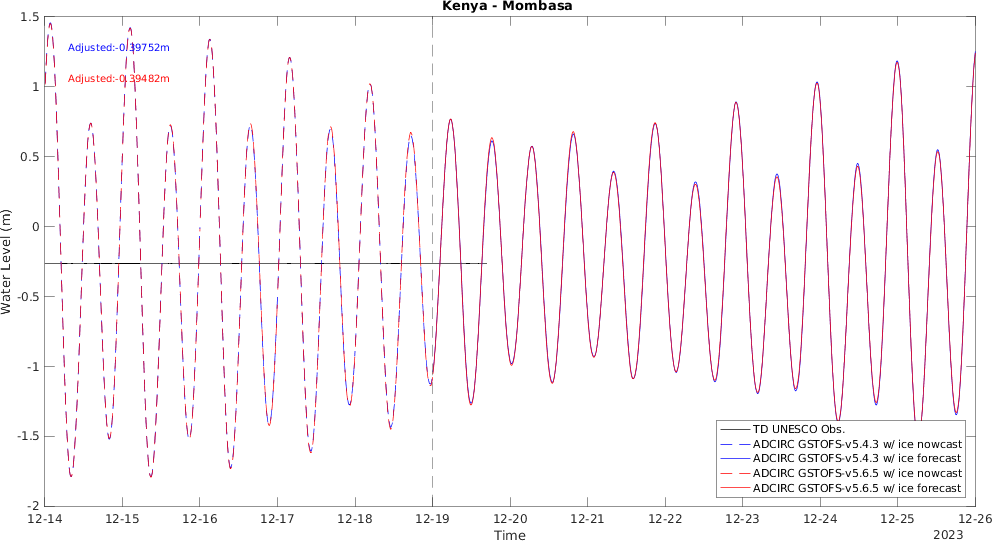 Kenya - Mombasa
1.5
Adjusted:-0.39752m
Adjusted:-0.39482m
1
0.5
0
-0.5
-1
-1.5
-2
Water Level (m)
TD UNESCO Obs.
ADCIRC GSTOFS-v5.4.3 w/ ice nowcast
ADCIRC GSTOFS-v5.4.3 w/ ice forecast
ADCIRC GSTOFS-v5.6.5 w/ ice nowcast
ADCIRC GSTOFS-v5.6.5 w/ ice forecast
12-14 12-15 12-16 12-17 12-18 12-19 12-20 12-21 12-22 12-23 12-24 12-25 12-26
Time
2023